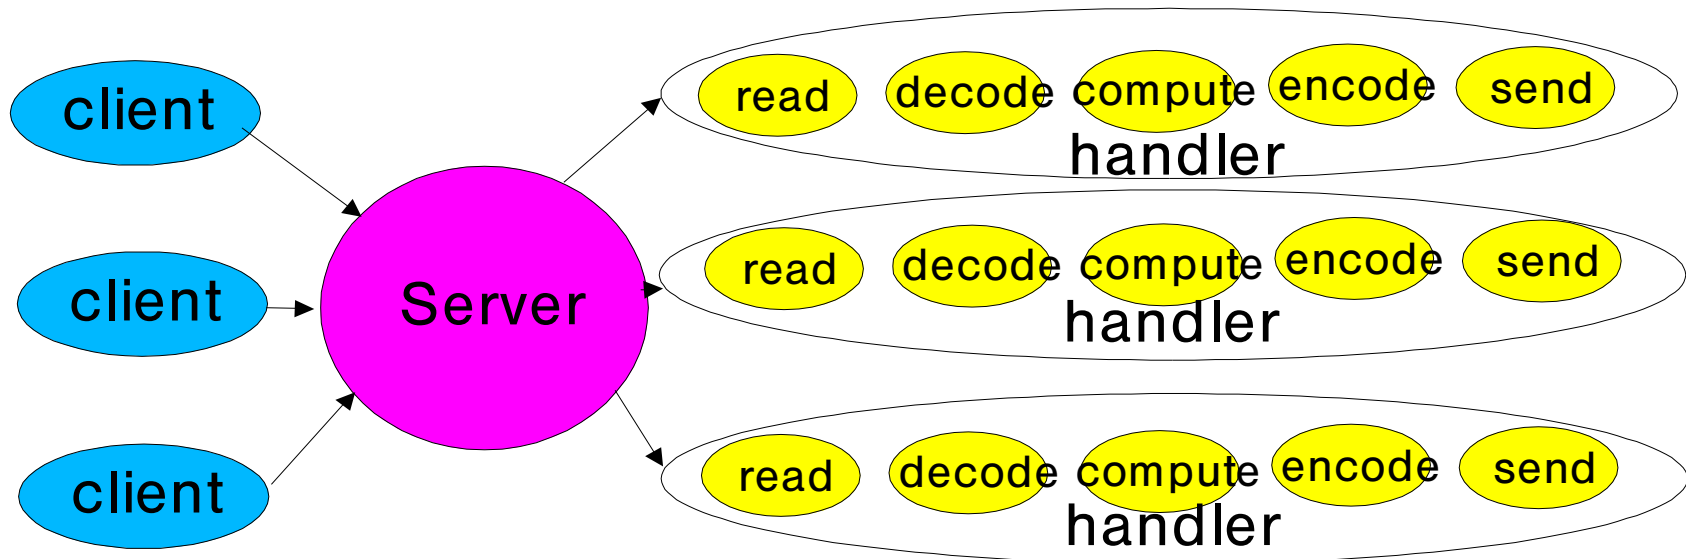 client
client
client
Server
read decode compute encode send
handler
read decode compute encode send
handler
read decode compute encode send
handler